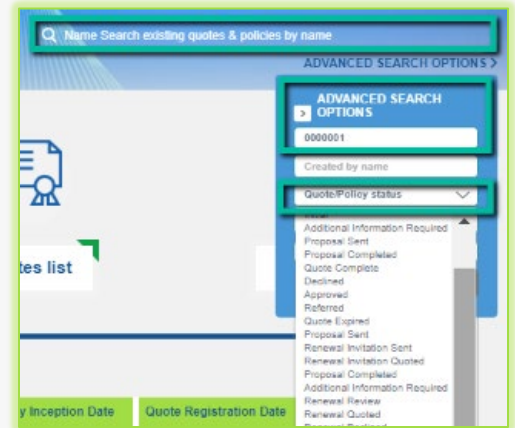 Name Search existing quotes & policies by name
ADVANCED SEARCH OPTIONS >
ADVANCED SEARCH
OPTIONS
0000001
Created by name
Quote/Policy status
Additional Information Required
Proposal Sent
Proposal Completed
Quote Complete
Declined
Approved
Referred
Quote Expired
Proposal Sent
Renewal Invitation Sent
Renewal Invitation Quoted
Proposal Completed
Additional Information Required
Renewal Review
Renewal Quoted
tes list
y Inception Date
Quote Registration Date